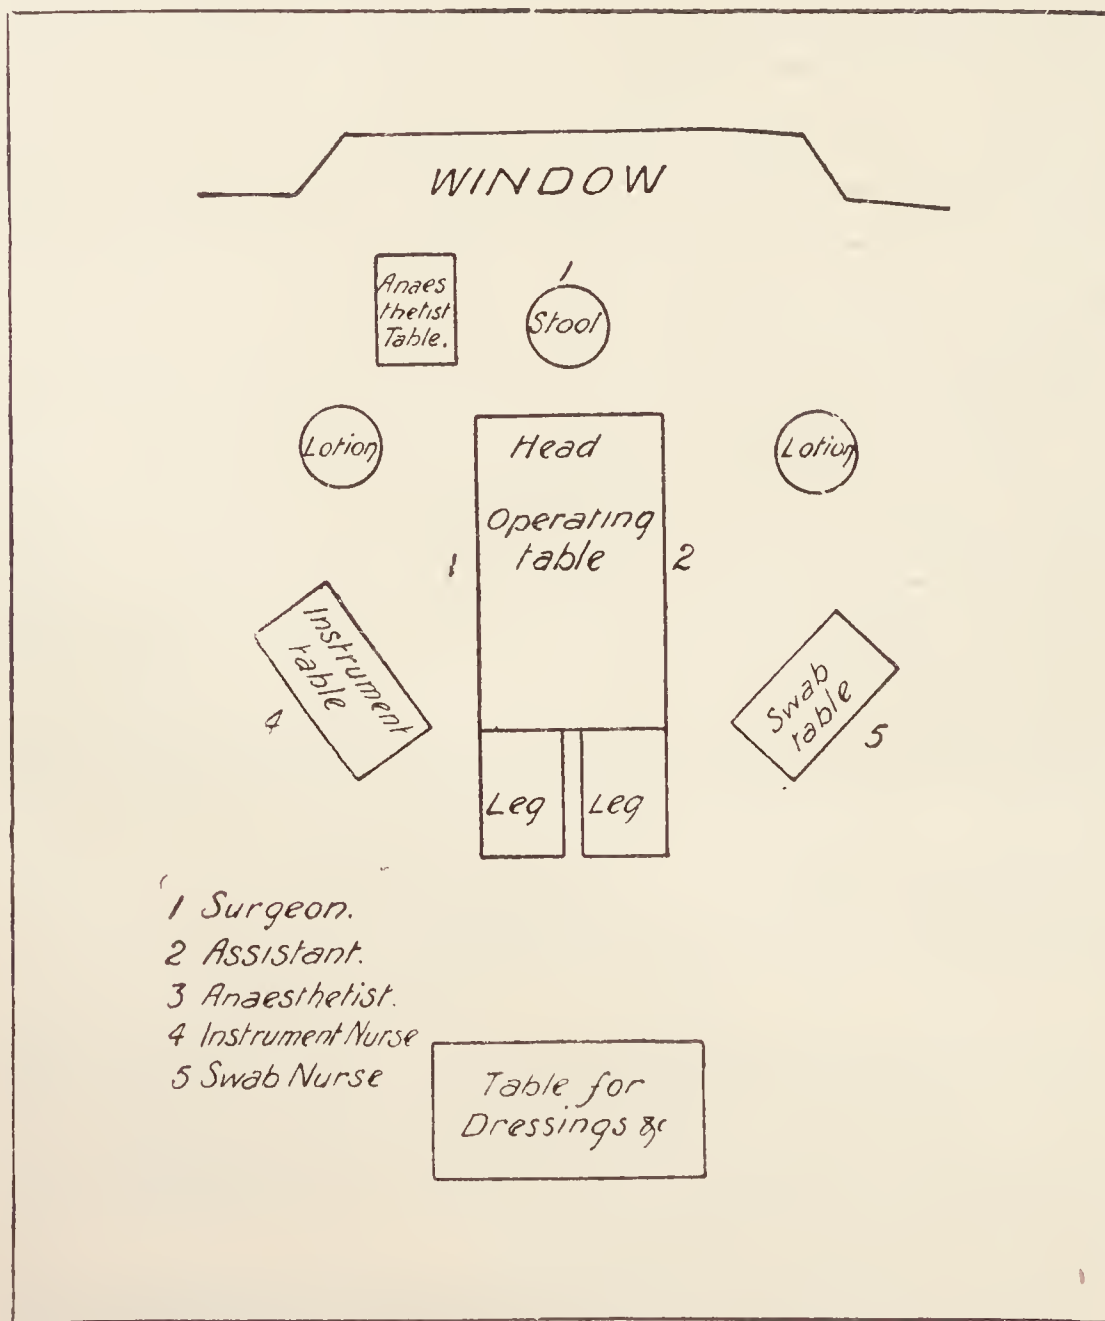 WINDOW
Anaes
thetist
Table.
1
Stool
Lotion
Lotion
Head
Operating
table
1
2
Instrument
table
4
Swab
table
5
Leg
Leg
1 Surgeon.
2 Assistant.
3 Anaesthetist.
4 Instrument Nurse
5 Swab Nurse
Table for
Dressings &c